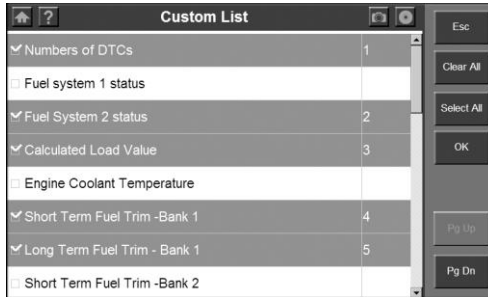 ? Custom List
Esc
Numbers of DTCs 1
Clear All
Fuel system 1 status
Fuel System 2 status 2
Select All
Calculated Load Value 3
OK
Engine Coolant Temperature
Short Term Fuel Trim -Bank 1 4
Pg Up
Long Term Fuel Trim - Bank 1 5
Pg Dn
Short Term Fuel Trim -Bank 2